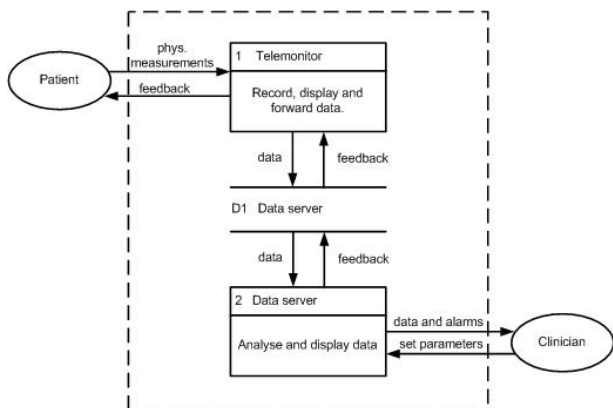 phys.
measurements
1 Telemonitor
Patient
feedback
Record, display and
forward data.
data
feedback
D1 Data server
data
feedback
2 Data server
data and alarms
Analyse and display data
set parameters
Clinician